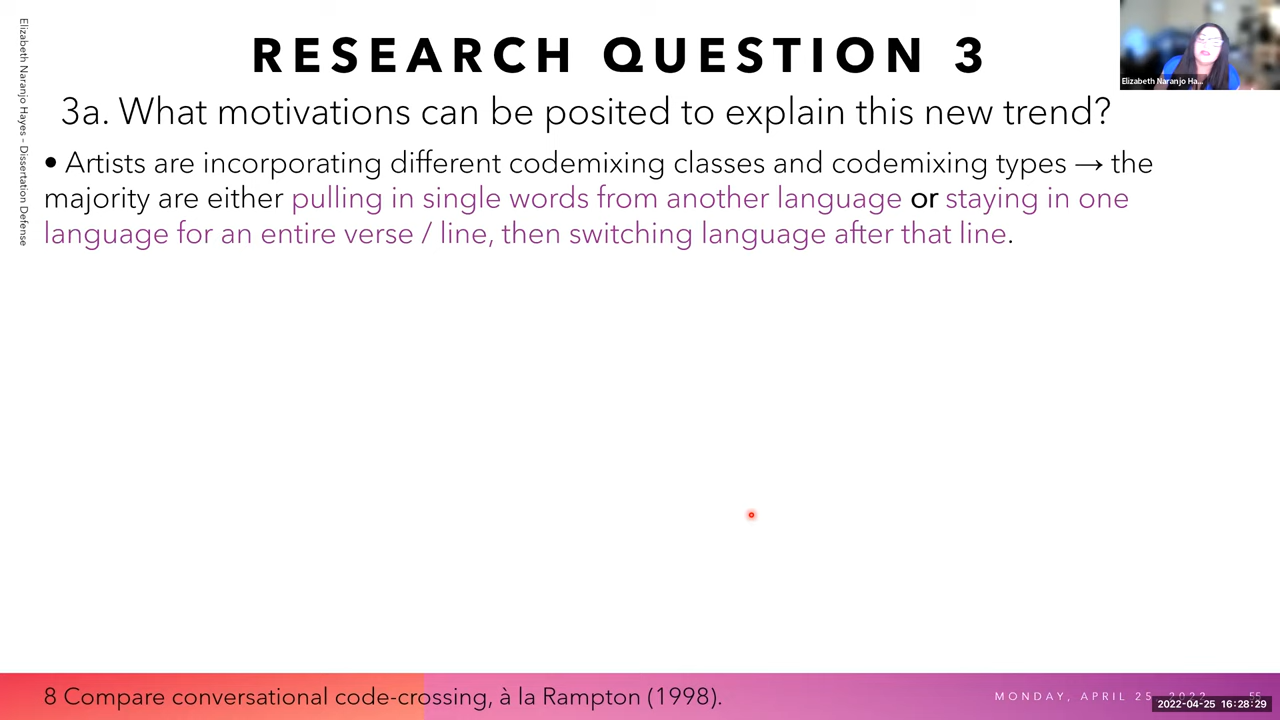 Elizabeth Naranjo Hayes - Dissertation Defense
RESEARCH QUESTION 3
3a. What motivations can be posited to explain this new trend?
• Artists are incorporating different codemixing classes and codemixing types → the
majority are either pulling in single words from another language or staying in one
language for an entire verse / line, then switching language after that line.
Elizabeth Naranjo Ha...
8 Compare conversational code-crossing, à la Rampton (1998).
MONDAY, APRIL 25, 2022
55
2022-04-25 16:28:29